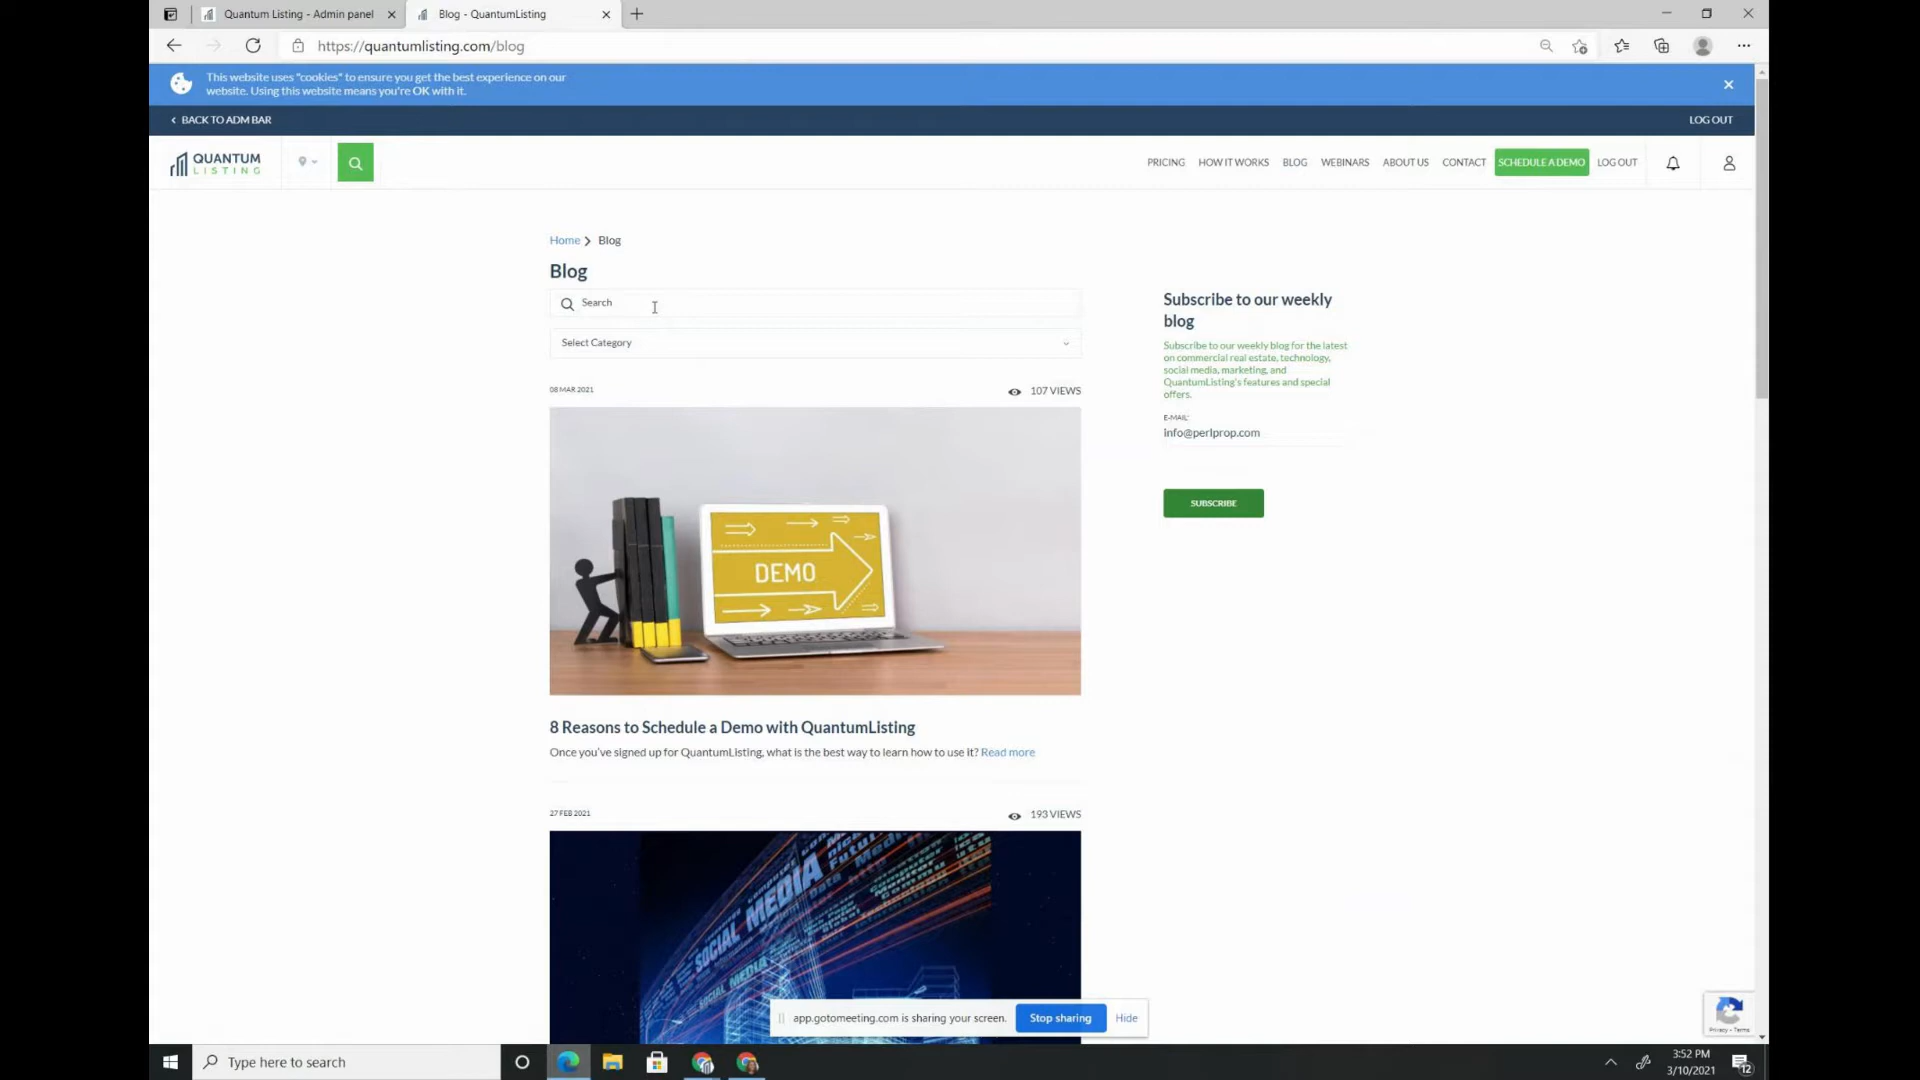 Quantum Listing - Admin panel
Blog - QuantumListing
https://quantumlisting.com/blog
This website uses "cookies" to ensure you get the best experience on our
website. Using this website means you're OK with it.
BACK TO ADM BAR
LOG OUT
QUANTUM
LISTING
PRICING
HOW IT WORKS
BLOG
WEBINARS
ABOUT US
CONTACT
SCHEDULE A DEMO
LOG OUT
Home > Blog
Blog
Search
Select Category
08 MAR 2021
107 VIEWS
DEMO
8 Reasons to Schedule a Demo with QuantumListing
Once you've signed up for QuantumListing, what is the best way to learn how to use it? Read more
27 FEB 2021
193 VIEWS
SOCIAL MEDIA
MEDIA
SOCIAL MEDIA
Subscribe to our weekly
blog
Subscribe to our weekly blog for the latest
on commercial real estate, technology,
social media, marketing, and
QuantumListing's features and special
offers.
E-MAIL*
info@perlprop.com
SUBSCRIBE
app.gotomeeting.com is sharing your screen.
Stop sharing
Hide
Privacy - Terms
Type here to search
3:52 PM
3/10/2021
12